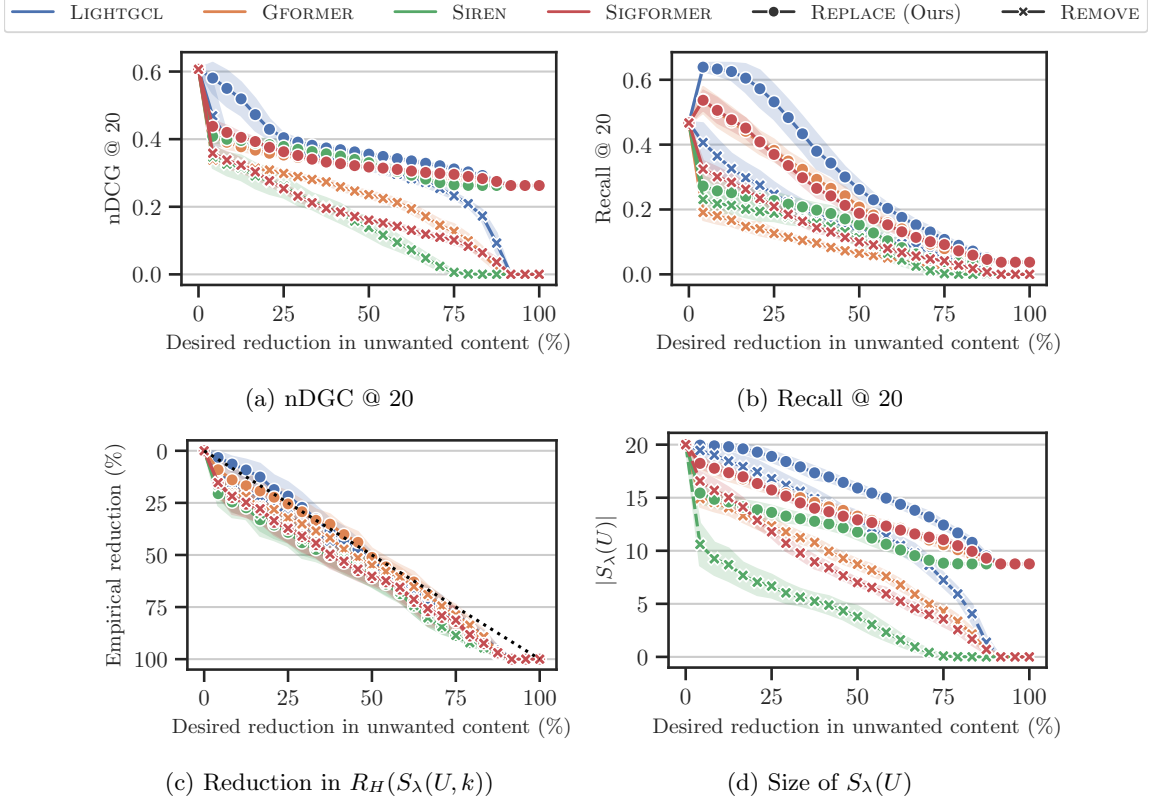 LIGHTGCL GFORMER SIREN SIGFORMER REPLACE (Ours) REMOVE
nDCG @ 20
0.6
0.4
0.2
0.0
0 25 50 75 100
Desired reduction in unwanted content (%)
(a) nDGC @ 20
Recall @ 20
0.6
0.4
0.2
0.0
0 25 50 75 100
Desired reduction in unwanted content (%)
(b) Recall @ 20
Empirical reduction (%)
0
25
50
75
100
0 25 50 75 100
Desired reduction in unwanted content (%)
(c) Reduction in R_H(S_λ(U, k))
|S_λ(U)|
20
15
10
5
0
0 25 50 75 100
Desired reduction in unwanted content (%)
(d) Size of S_λ(U)